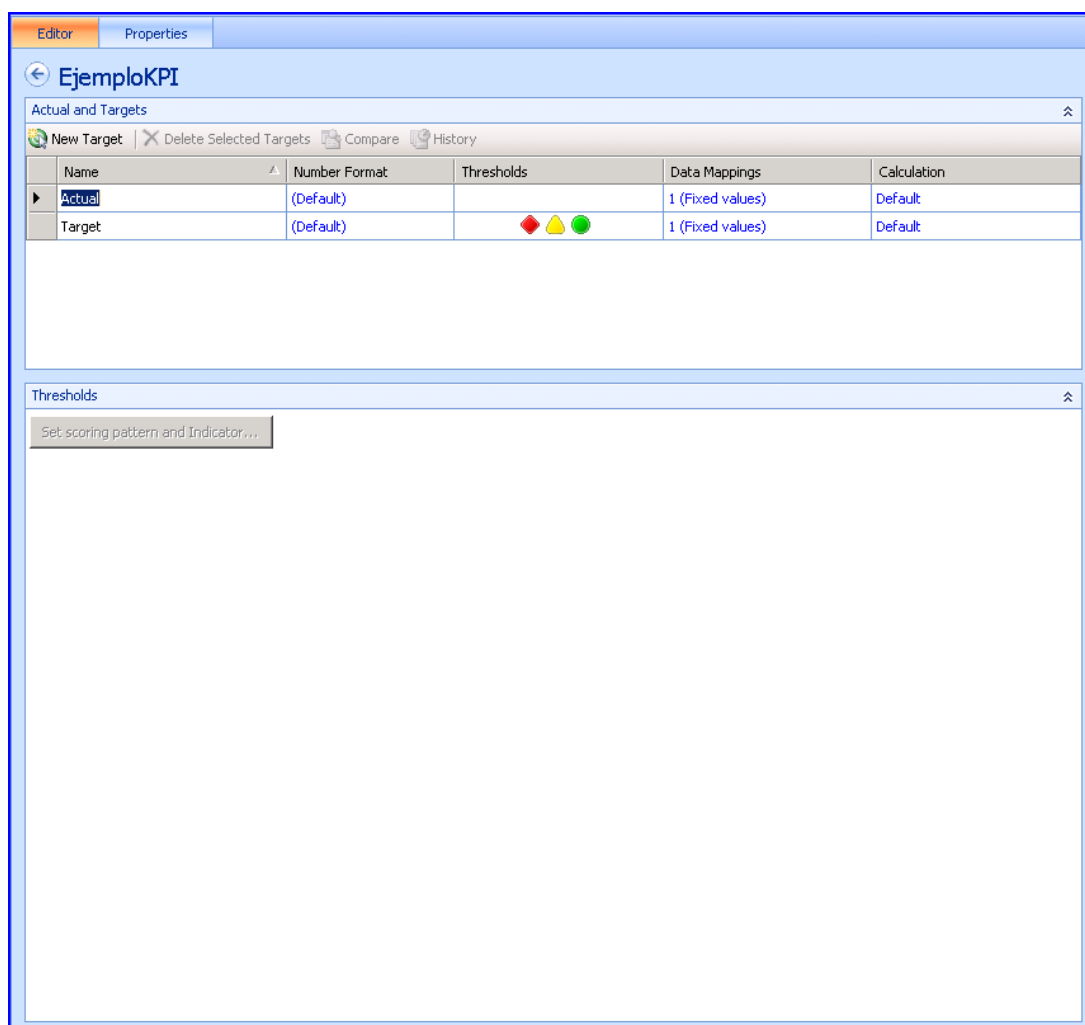 Editor Properties
EjemploKPI
Actual and Targets
New Target Delete Selected Targets Compare History
Name Number Format Thresholds Data Mappings Calculation
Actual (Default) 1 (Fixed values) Default
Target (Default) 1 (Fixed values) Default
Thresholds
Set scoring pattern and Indicator...